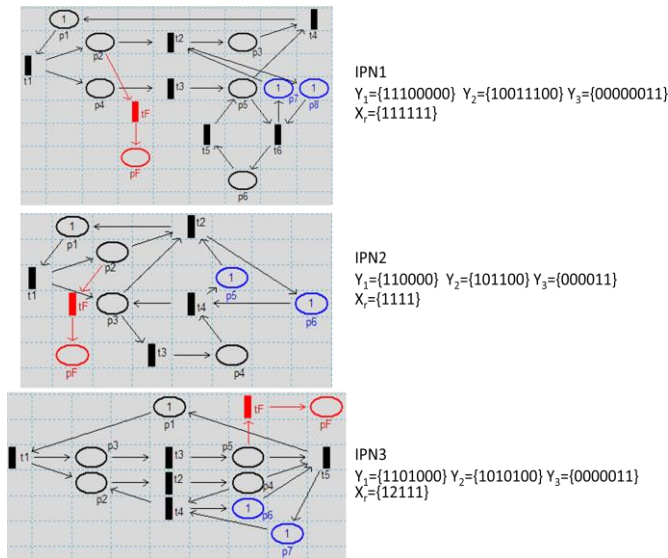 1
p1
t4
p2
t2
p3
t1
p4
t3
p5
1
p7
1
p8
tF
t5
t6
pF
p6
IPN1
Y1={11100000} Y2={10011100} Y3={00000011}
Xr={111111}
1
p1
t2
p2
t1
tF
p3
t4
1
p5
1
p6
pF
t3
p4
IPN2
Y1={110000} Y2={101100} Y3={000011}
Xr={1111}
1
p1
tF
pF
t1
p3
t3
p5
t5
p2
t2
p4
t4
1
p6
1
p7
IPN3
Y1={1101000} Y2={1010100} Y3={0000011}
Xr={12111}